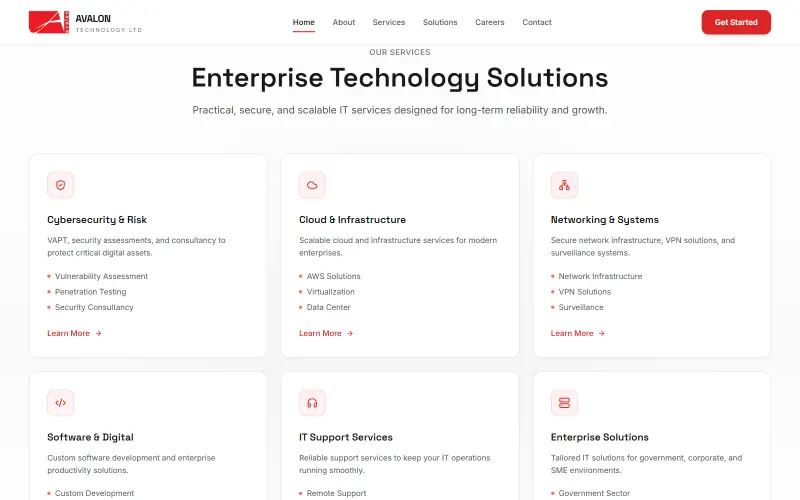 AVALON
TECHNOLOGY LTD
Home
About
Services
Solutions
Careers
Contact
Get Started
OUR SERVICES
Enterprise Technology Solutions
Practical, secure, and scalable IT services designed for long-term reliability and growth.
Cybersecurity & Risk
VAPT, security assessments, and consultancy to
protect critical digital assets.
Vulnerability Assessment
Penetration Testing
Security Consultancy
Learn More →
Cloud & Infrastructure
Scalable cloud and infrastructure services for modern
enterprises.
AWS Solutions
Virtualization
Data Center
Learn More →
Networking & Systems
Secure network infrastructure, VPN solutions, and
surveillance systems.
Network Infrastructure
VPN Solutions
Surveillance
Learn More →
Software & Digital
Custom software development and enterprise
productivity solutions.
Custom Development
IT Support Services
Reliable support services to keep your IT operations
running smoothly.
Remote Support
Enterprise Solutions
Tailored IT solutions for government, corporate, and
SME environments.
Government Sector